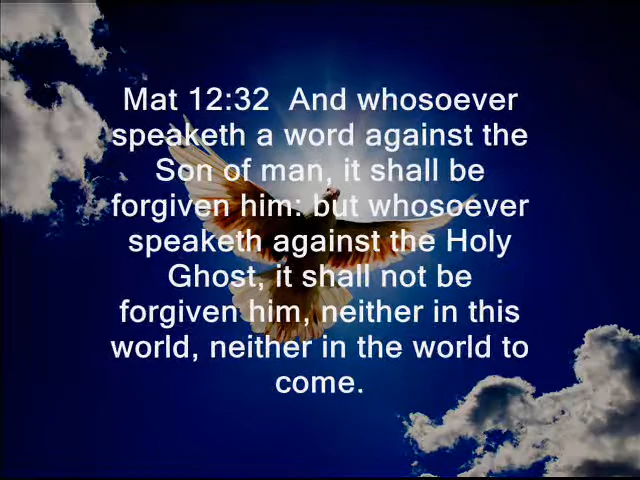 Mat 12:32  And whosoever
speaketh a word against the
Son of man, it shall be
forgiven him: but whosoever
speaketh against the Holy
Ghost, it shall not be
forgiven him, neither in this
world, neither in the world to
come.